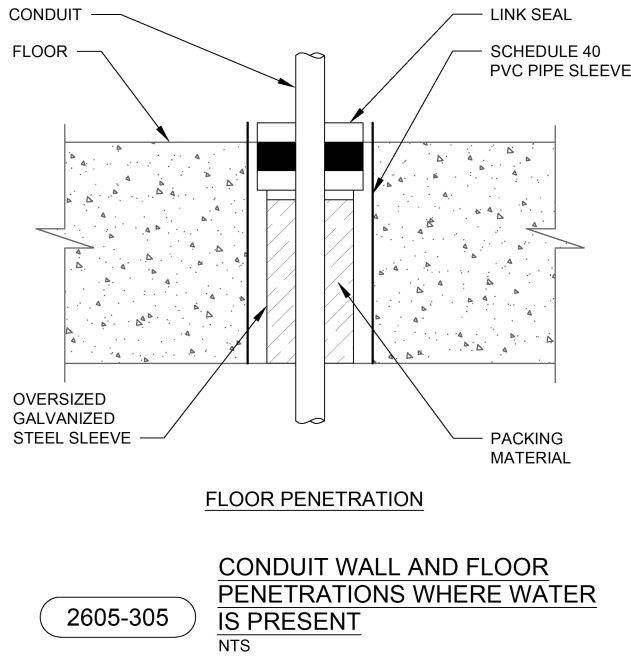 CONDUIT
LINK SEAL
FLOOR
SCHEDULE 40
PVC PIPE SLEEVE
OVERSIZED
GALVANIZED
STEEL SLEEVE
PACKING
MATERIAL
FLOOR PENETRATION
2605-305
CONDUIT WALL AND FLOOR
PENETRATIONS WHERE WATER
IS PRESENT
NTS